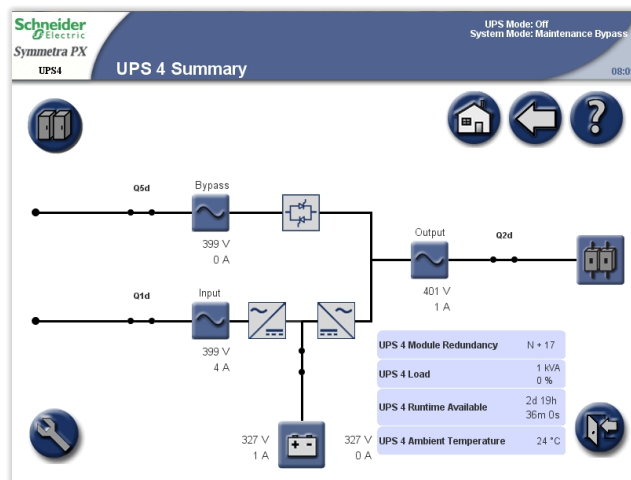 Schneider
Electric
Symmetra PX
UPS4
UPS 4 Summary
UPS Mode: Off
System Mode: Maintenance Bypass
Q5d
Bypass
399 V
0 A
Output
Q2d
401 V
1 A
Q1d
Input
399 V
4 A
UPS 4 Module Redundancy N + 17
UPS 4 Load 1 kVA
0 %
UPS 4 Runtime Available 2d 19h
36m 0s
UPS 4 Ambient Temperature 24 °C
327 V
1 A
327 V
0 A